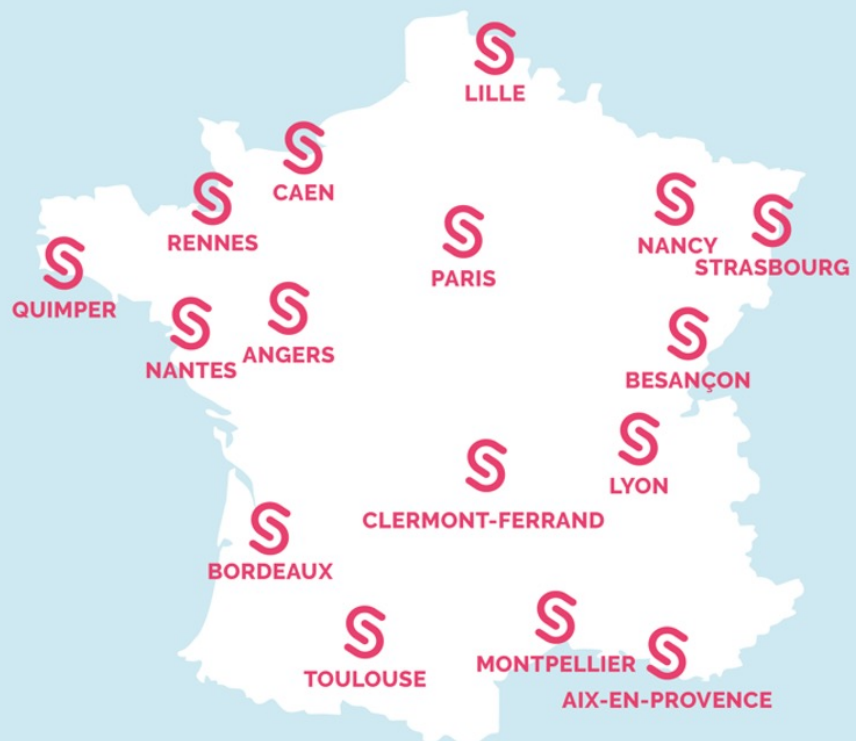 LILLE
CAEN
RENNES
NANCY
PARIS
STRASBOURG
QUIMPER
ANGERS
NANTES
BESANÇON
LYON
CLERMONT-FERRAND
BORDEAUX
MONTPELLIER
TOULOUSE
AIX-EN-PROVENCE